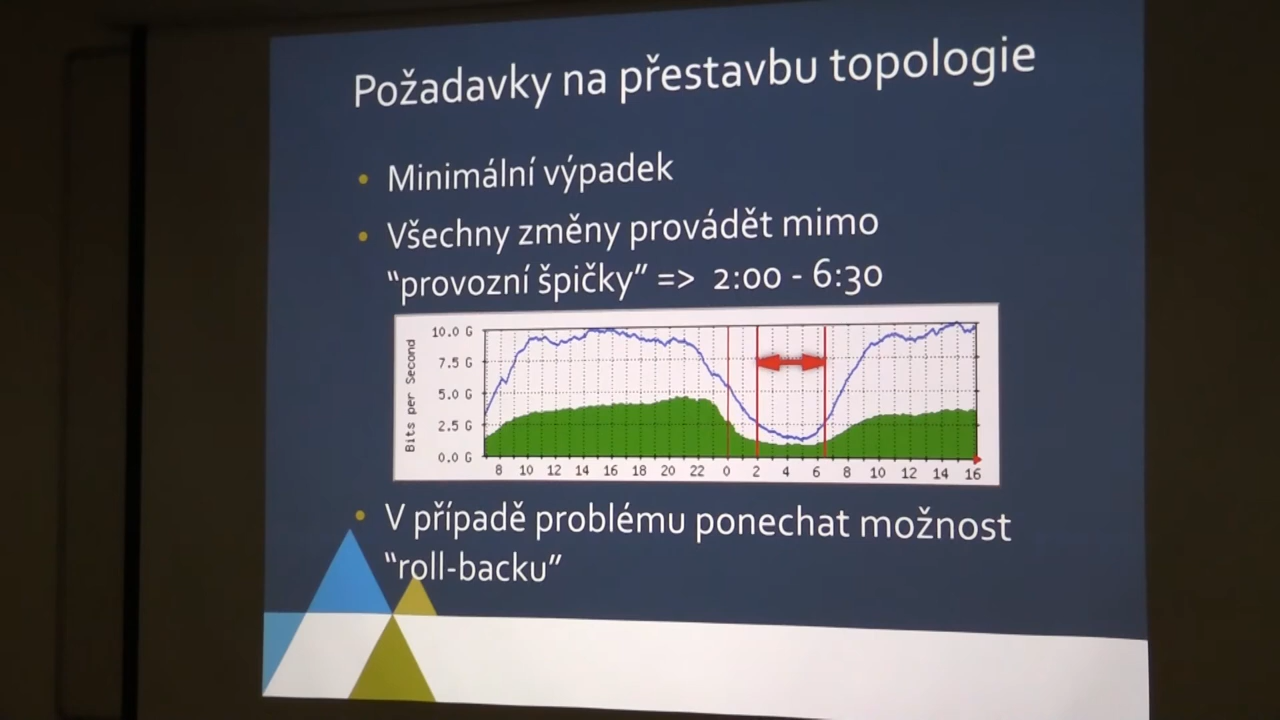 Požadavky na přestavbu topologie
• Minimální výpadek
• Všechny změny provádět mimo
“provozní špičky” => 2:00 - 6:30
Bits per Second
10.0 G
7.5 G
5.0 G
2.5 G
0.0 G
8 10 12 14 16 18 20 22 0 2 4 6 8 10 12 14 16
• V případě problému ponechat možnost
“roll-backu”